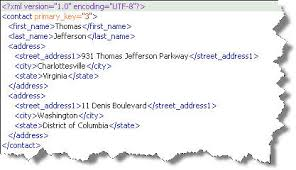 <?xml version="1.0" encoding="UTF-8"?>
<contact primary_key="3">
<first_name>Thomas</first_name>
<last_name>Jefferson</last_name>
<address>
<street_address1>931 Thomas Jefferson Parkway</street_address1>
<city>Charlottesville</city>
<state>Virginia</state>
</address>
<address>
<street_address1>11 Denis Boulevard</street_address1>
<city>Washington</city>
<state>District of Columbia</state>
</address>
</contact>